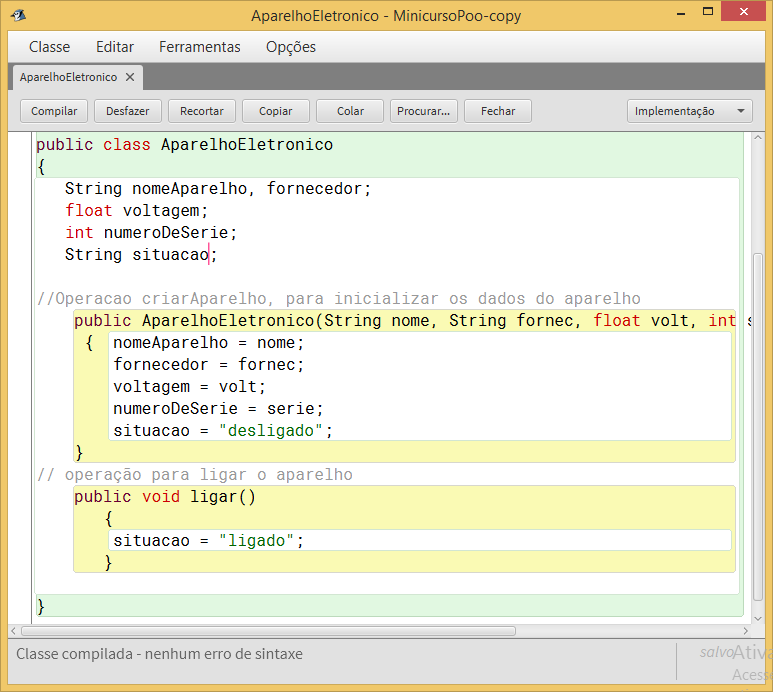 AparelhoEletronico - MinicursoPoo-copy
Classe Editar Ferramentas Opções
AparelhoEletronico
Compilar Desfazer Recortar Copiar Colar Procurar... Fechar Implementação
public class AparelhoEletronico
{
String nomeAparelho, fornecedor;
float voltagem;
int numeroDeSerie;
String situacao;
//Operacao criarAparelho, para inicializar os dados do aparelho
public AparelhoEletronico(String nome, String fornec, float volt, int s
{ nomeAparelho = nome;
fornecedor = fornec;
voltagem = volt;
numeroDeSerie = serie;
situacao = "desligado";
}
// operação para ligar o aparelho
public void ligar()
{
situacao = "ligado";
}
}
Classe compilada - nenhum erro de sintaxe
salvo